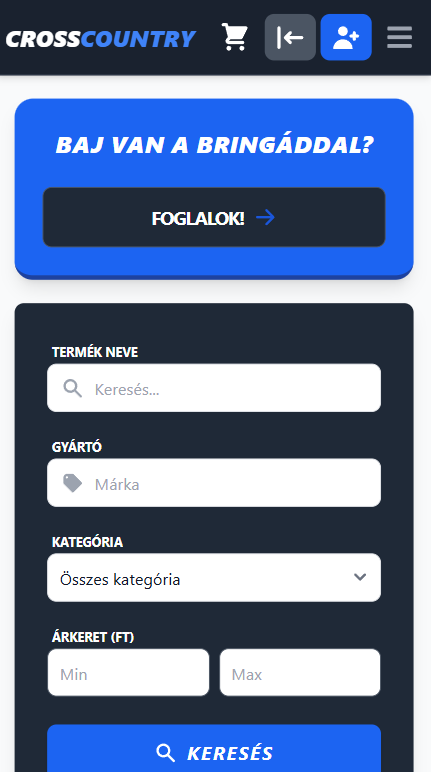 CROSSCOUNTRY
BAJ VAN A BRINGÁDDAL?
FOGLALOK!
TERMÉK NEVE
Keresés...
GYÁRTÓ
Márka
KATEGÓRIA
Összes kategória
ÁRKERET (FT)
Min Max
KERESÉS